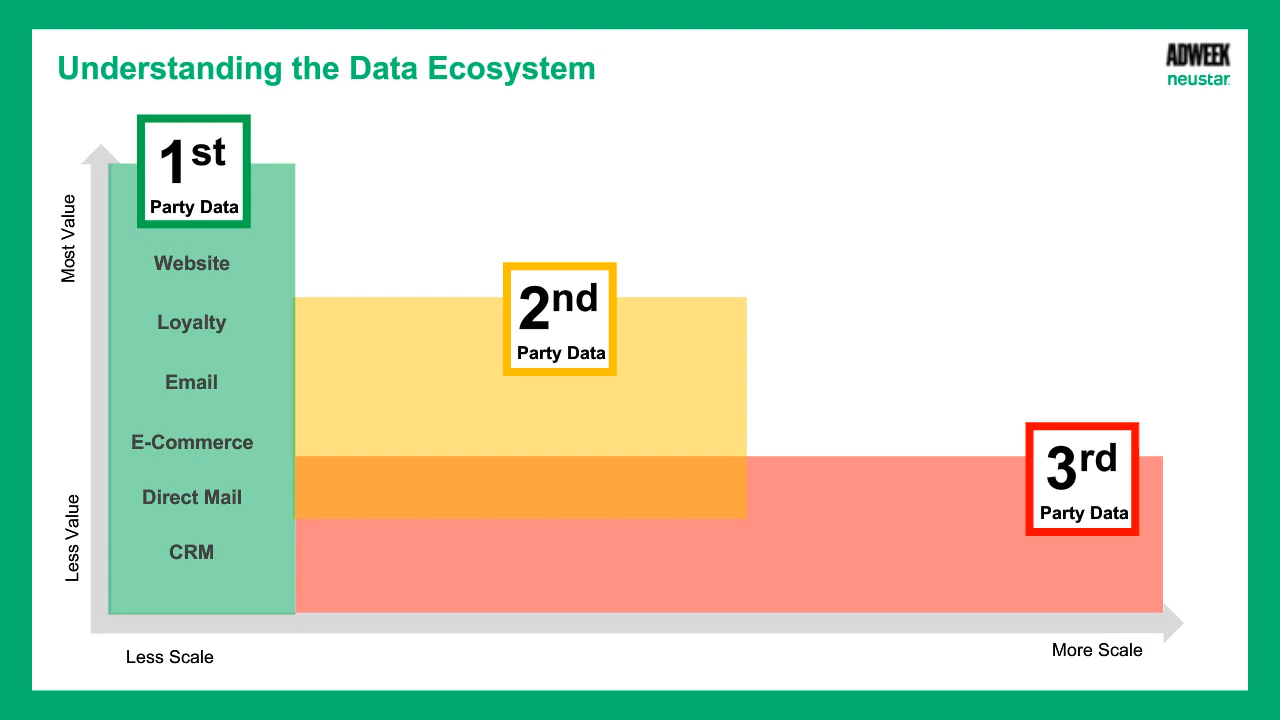 Understanding the Data Ecosystem
ADWEEK
neustar
1st
Party Data
Most Value
Website
Loyalty
Email
E-Commerce
Direct Mail
CRM
2nd
Party Data
3rd
Party Data
Less Value
Less Scale
More Scale